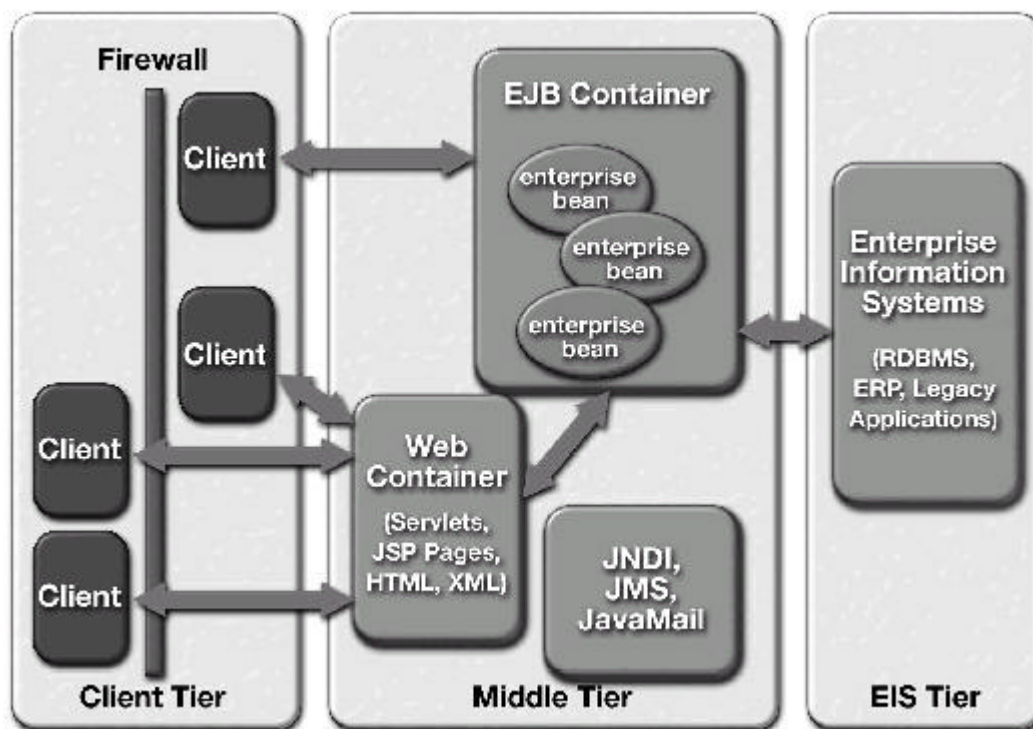 Firewall
Client
Client
Client
Client
Client Tier
EJB Container
enterprise
bean
enterprise
bean
enterprise
bean
Web
Container
(Servlets,
JSP Pages,
HTML, XML)
JNDI,
JMS,
JavaMail
Middle Tier
Enterprise
Information
Systems
(RDBMS,
ERP, Legacy
Applications)
EIS Tier